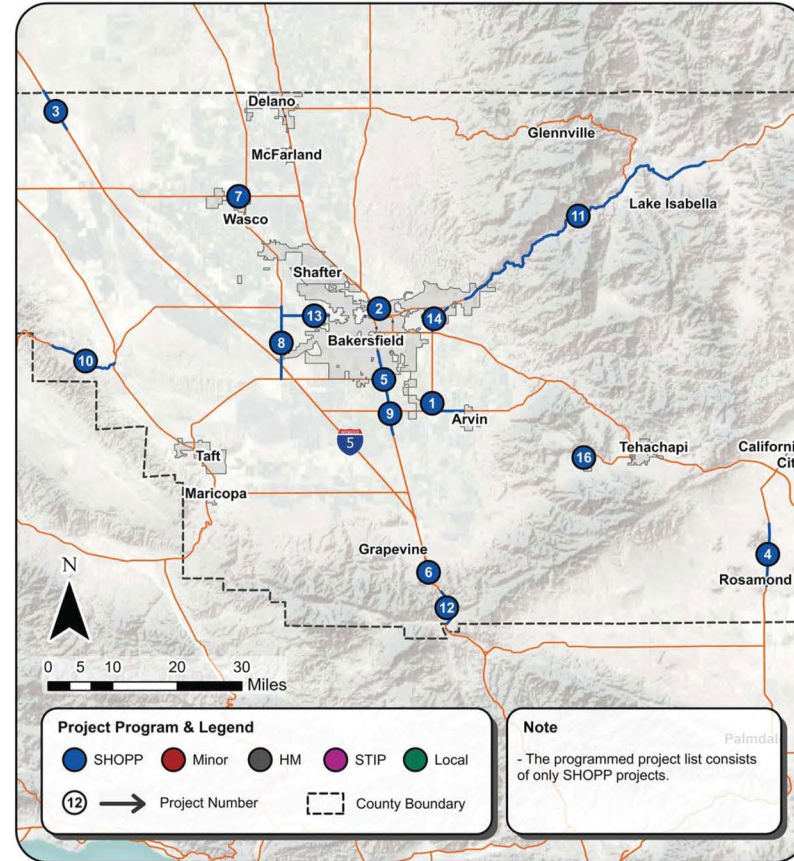 Delano
3
Glennville
McFarland
7
Wasco
11
Lake Isabella
Shafter
2
13
14
8
Bakersfield
10
5
1
9
Arvin
INTERSTATE
5
Taft
16
Tehachapi
California
City
Maricopa
Grapevine
4
6
Rosamond
12
N
0 5 10 20 30
Miles
Project Program & Legend
SHOPP Minor HM STIP Local
12 Project Number County Boundary
Note
Palmdale
- The programmed project list consists
of only SHOPP projects.